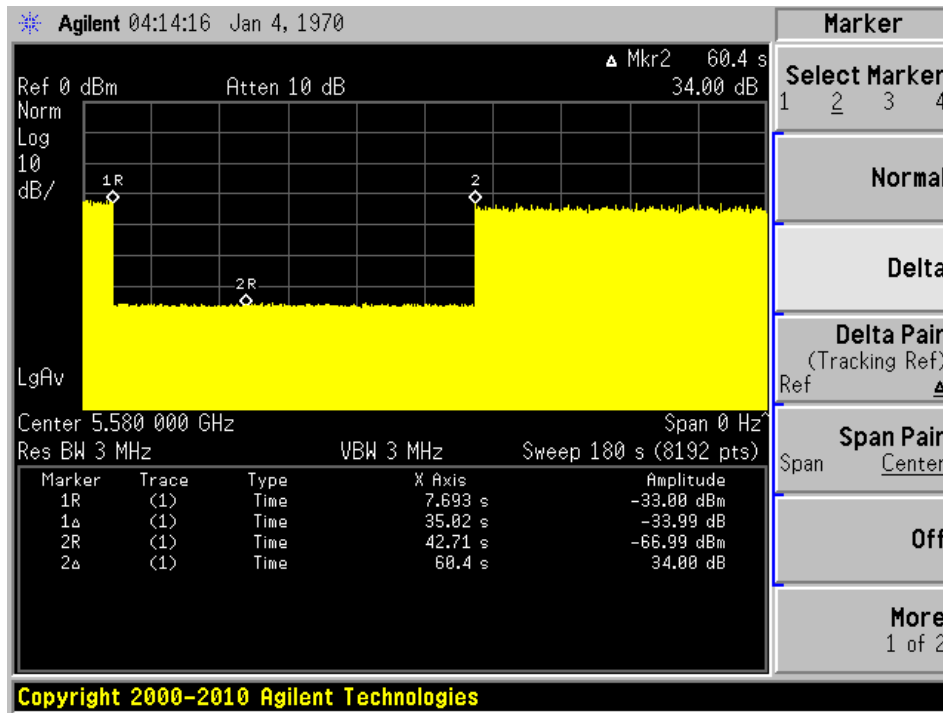 Agilent 04:14:16 Jan 4, 1970
Marker
Δ Mkr2 60.4 s
Ref 0 dBm Atten 10 dB 34.00 dB
Norm
Log
10
dB/
1R
2
2R
LgAv
Center 5.580 000 GHz Span 0 Hz^
Res BW 3 MHz VBW 3 MHz Sweep 180 s (8192 pts)
Marker Trace Type X Axis Amplitude
1R (1) Time 7.693 s -33.00 dBm
1Δ (1) Time 35.02 s -33.99 dB
2R (1) Time 42.71 s -66.99 dBm
2Δ (1) Time 60.4 s 34.00 dB
Select Marker
1 2 3 4
Normal
Delta
Delta Pair
(Tracking Ref)
Ref Δ
Span Pair
Span Center
Off
More
1 of 2
Copyright 2000-2010 Agilent Technologies